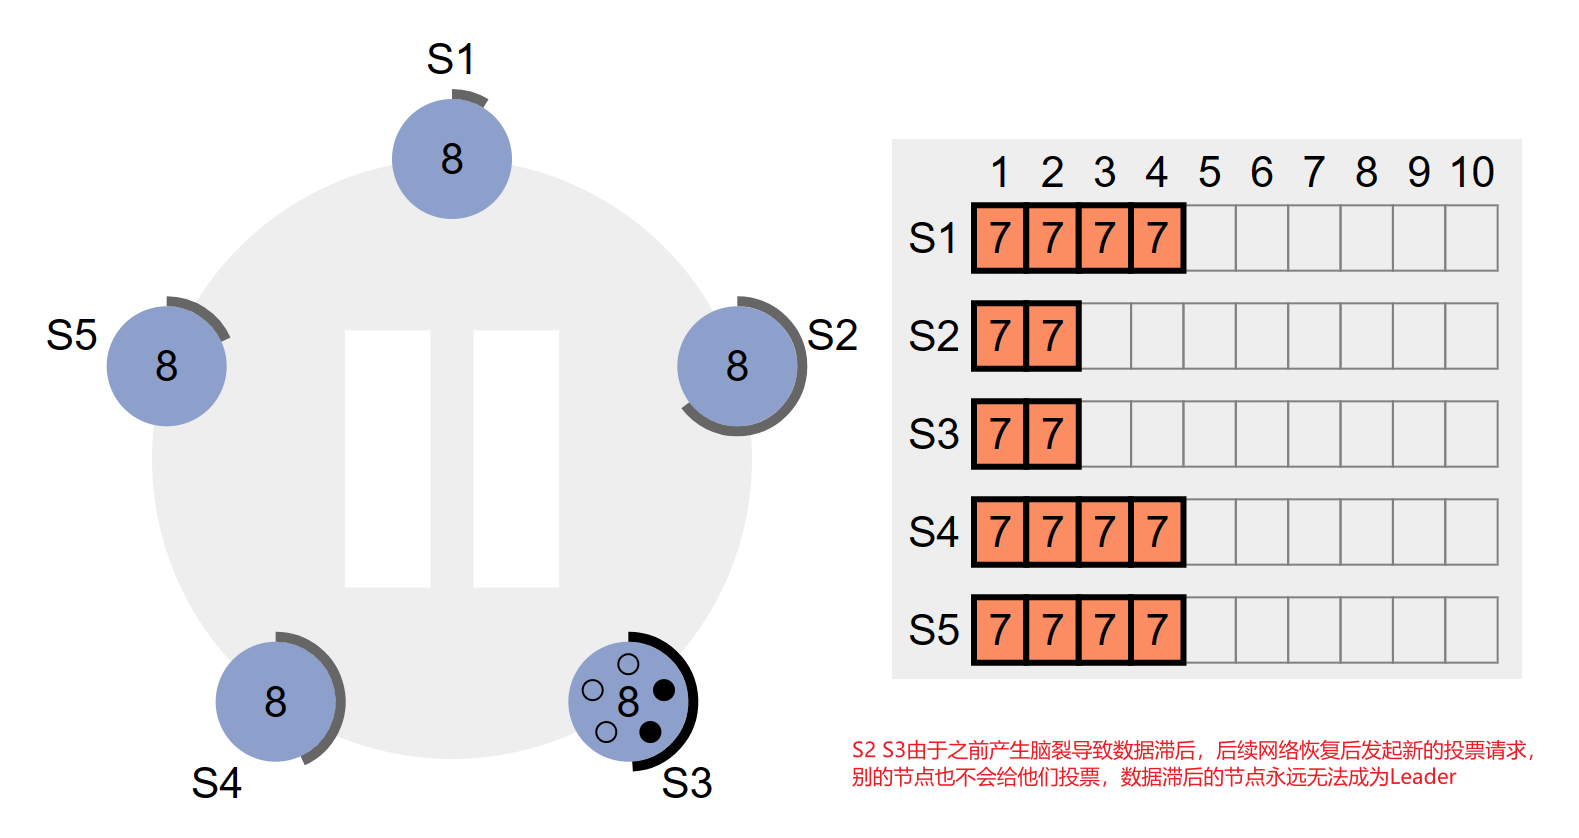 S1
8
S5
8
S2
8
S4
8
S3
8
1 2 3 4 5 6 7 8 9 10
S1 7 7 7 7
S2 7 7
S3 7 7
S4 7 7 7 7
S5 7 7 7 7
S2 S3由于之前产生脑裂导致数据滞后，后续网络恢复后发起新的投票请求，
别的节点也不会给他们投票，数据滞后的节点永远无法成为Leader